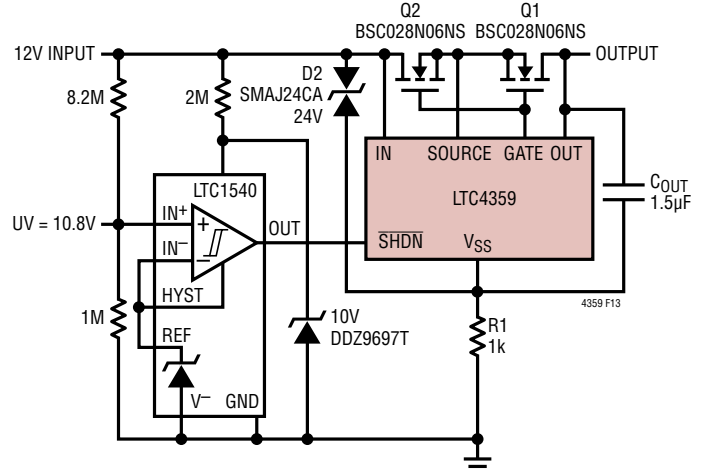 Q2
BSC028N06NS
Q1
BSC028N06NS
12V INPUT
OUTPUT
8.2M
2M
D2
SMAJ24CA
24V
IN
SOURCE
GATE
OUT
LTC4359
SHDN
VSS
COUT
1.5µF
LTC1540
UV = 10.8V
IN+
+
IN–
–
OUT
HYST
REF
1M
10V
DDZ9697T
R1
1k
4359 F13
V–
GND